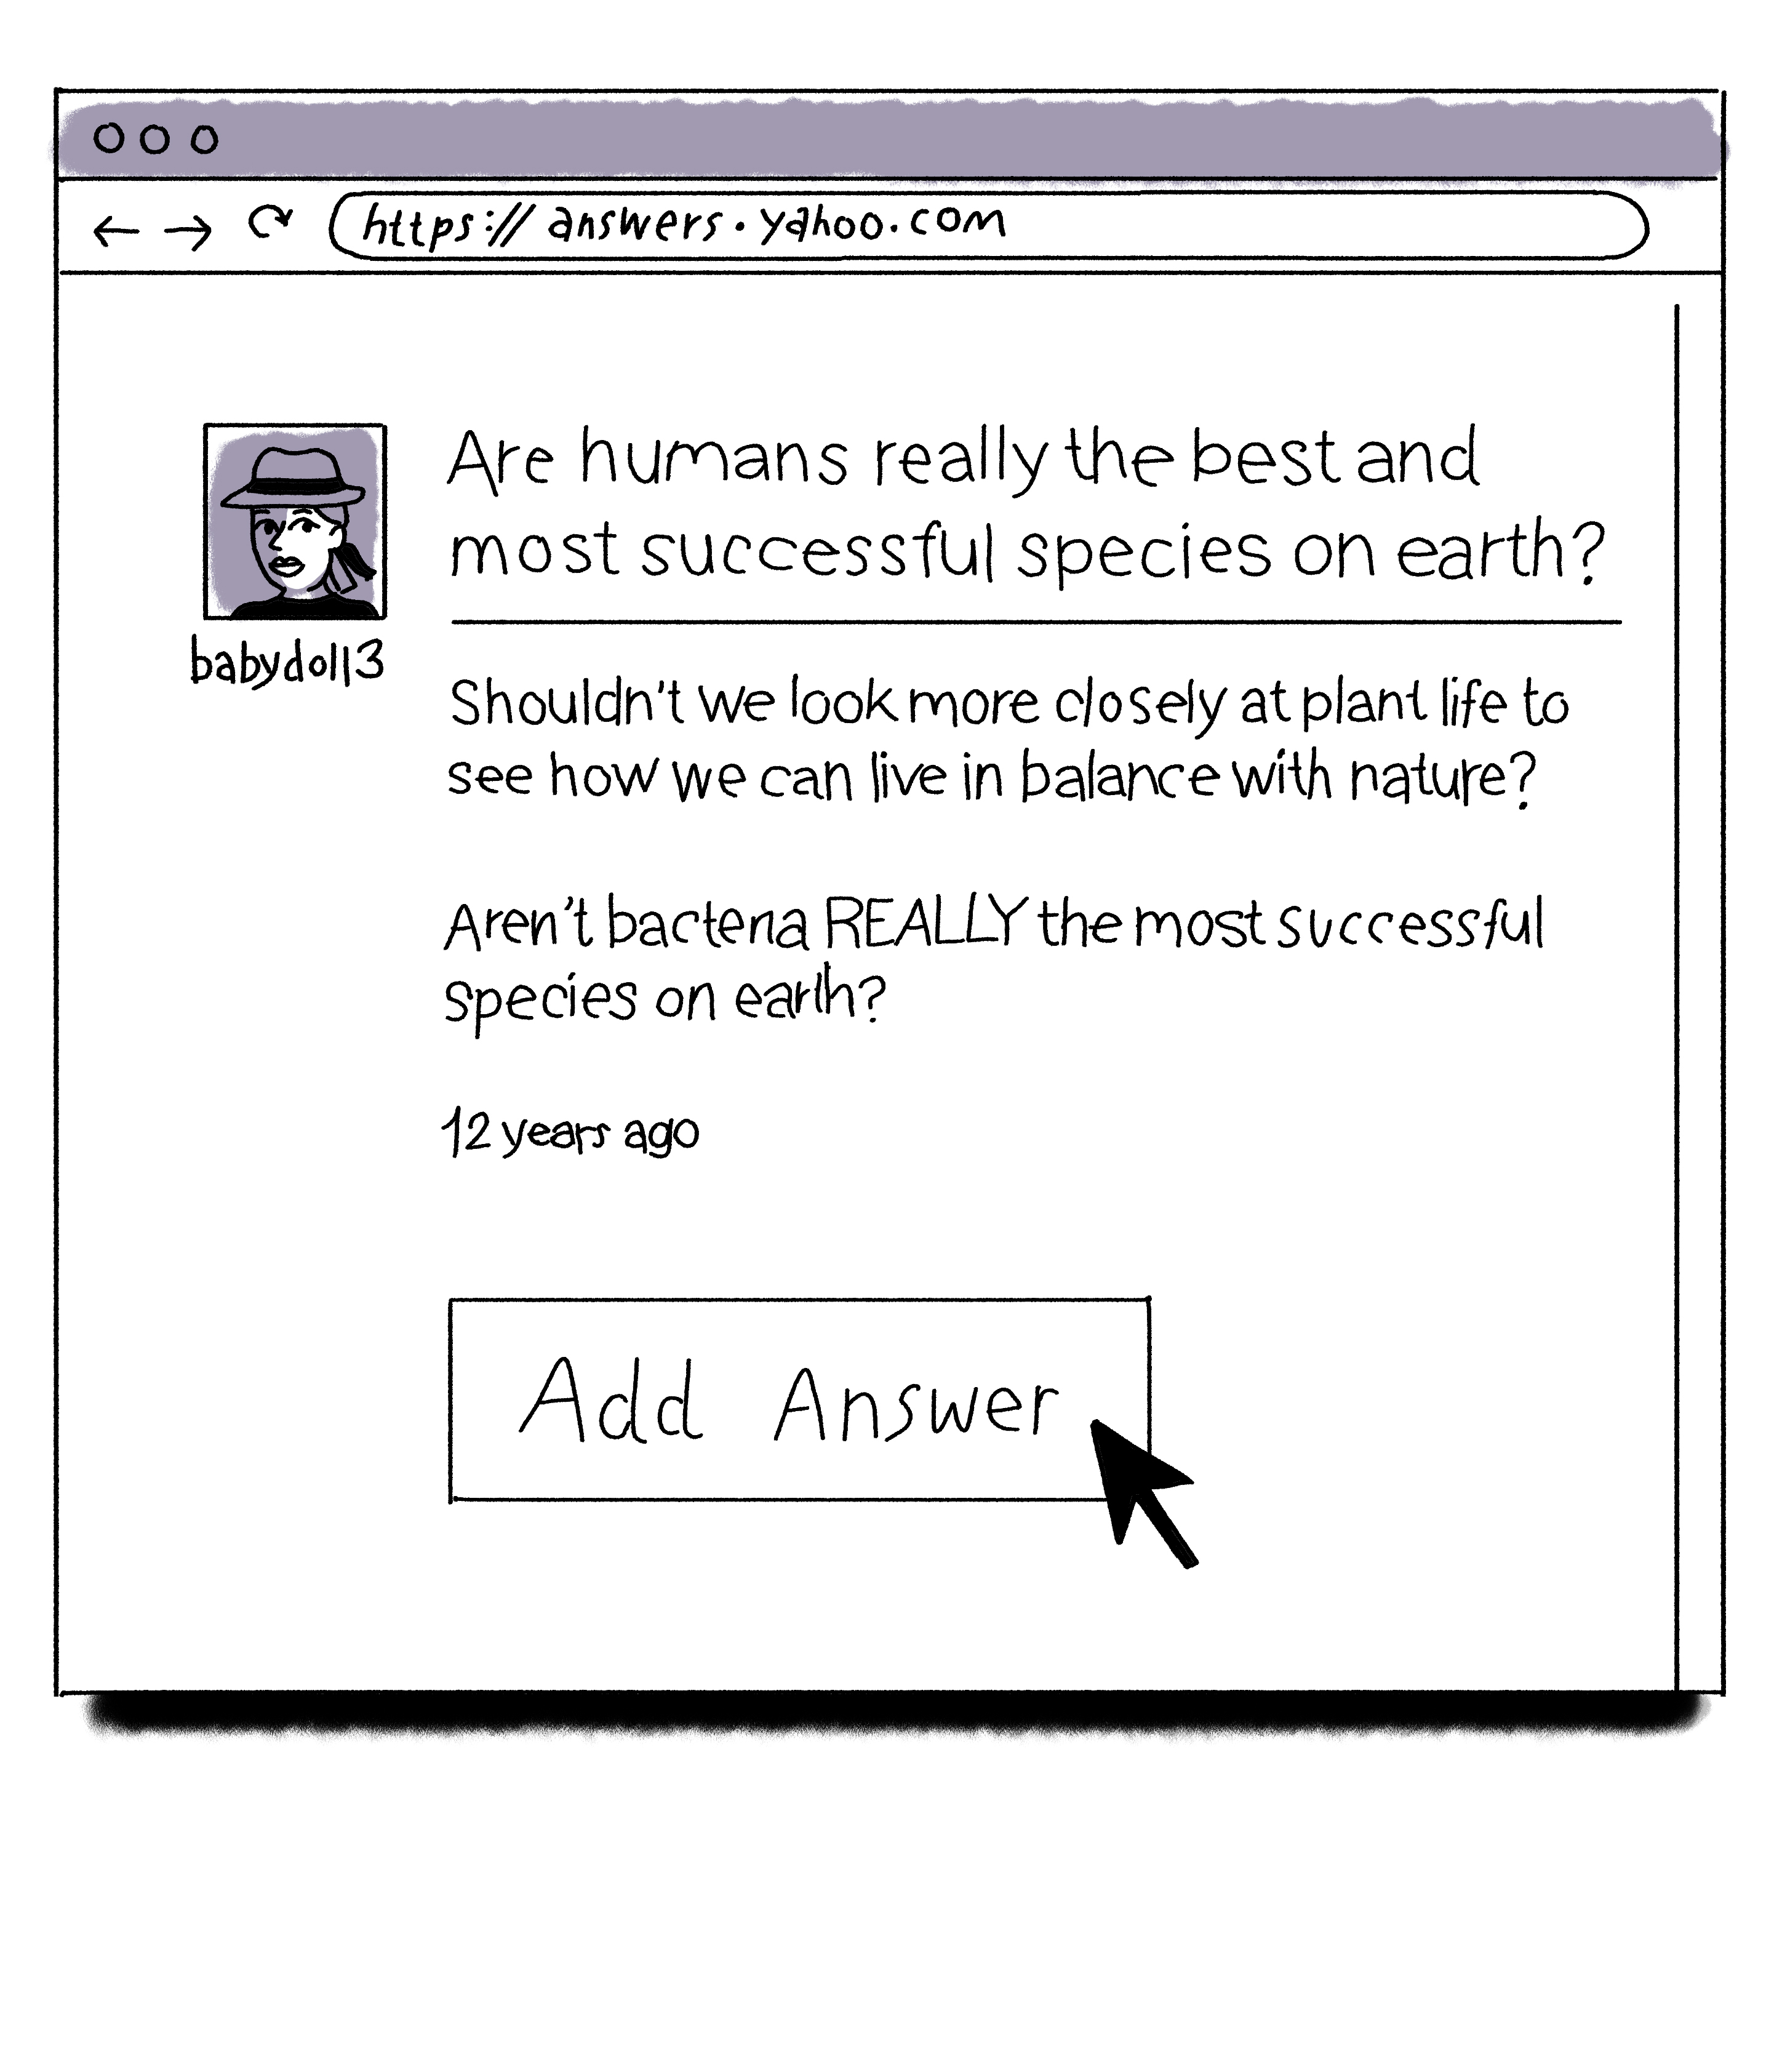 https://answers.yahoo.com
Are humans really the best and
most successful species on earth?
babydoll3
Shouldn't we look more closely at plant life to
see how we can live in balance with nature?
Aren't bacteria REALLY the most successful
species on earth?
12 years ago
Add Answer